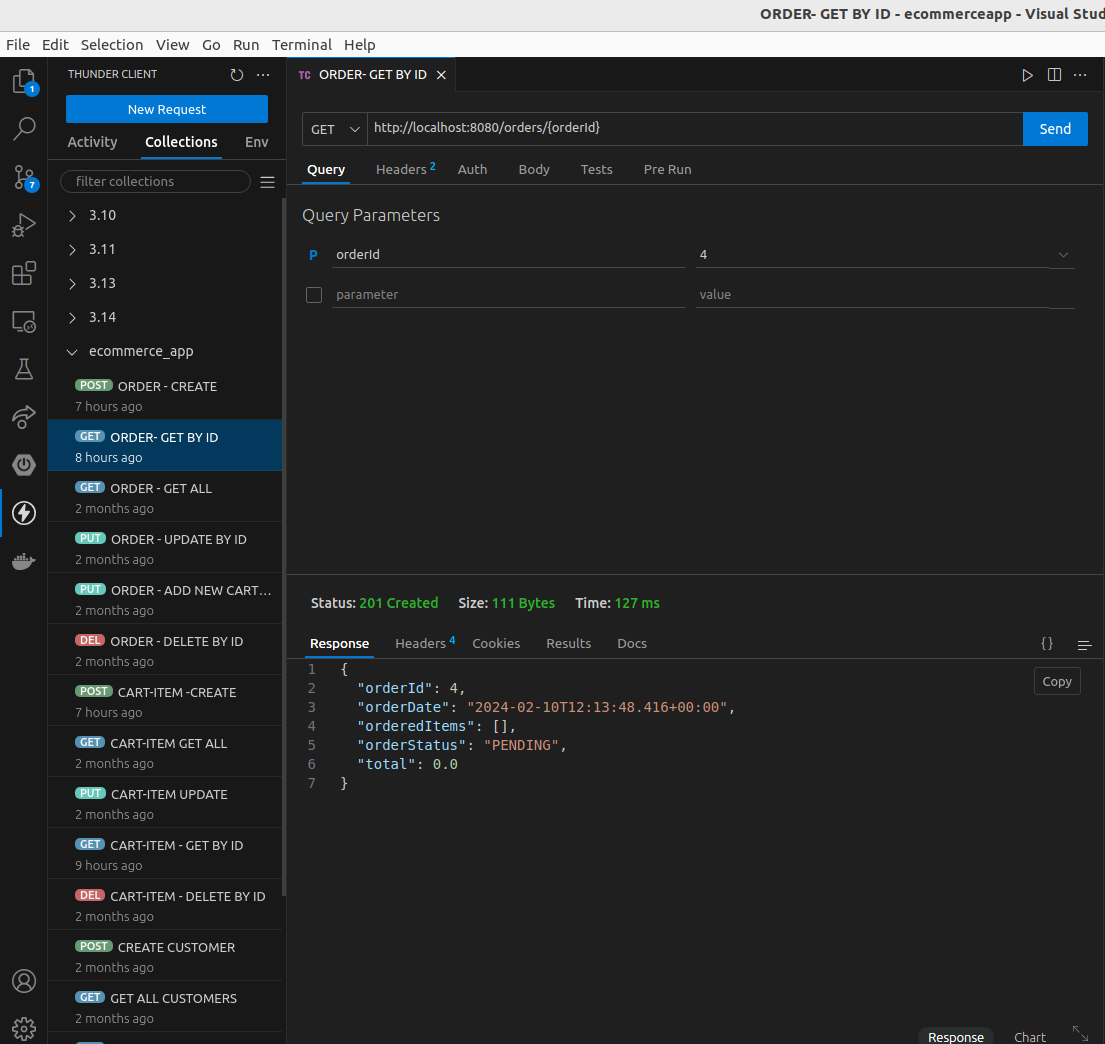 ORDER- GET BY ID - ecommerceapp - Visual Stud
File Edit Selection View Go Run Terminal Help
THUNDER CLIENT
New Request
Activity Collections Env
filter collections
3.10
3.11
3.13
3.14
ecommerce_app
POST ORDER - CREATE
7 hours ago
GET ORDER- GET BY ID
8 hours ago
GET ORDER - GET ALL
2 months ago
PUT ORDER - UPDATE BY ID
2 months ago
PUT ORDER - ADD NEW CART...
2 months ago
DEL ORDER - DELETE BY ID
2 months ago
POST CART-ITEM -CREATE
7 hours ago
GET CART-ITEM GET ALL
2 months ago
PUT CART-ITEM UPDATE
2 months ago
GET CART-ITEM - GET BY ID
9 hours ago
DEL CART-ITEM - DELETE BY ID
2 months ago
POST CREATE CUSTOMER
2 months ago
GET GET ALL CUSTOMERS
2 months ago
1
7
TC ORDER- GET BY ID
GET http://localhost:8080/orders/{orderId} Send
Query Headers 2 Auth Body Tests Pre Run
Query Parameters
P orderId 4
parameter value
Status: 201 Created Size: 111 Bytes Time: 127 ms
Response Headers 4 Cookies Results Docs {}
Copy
1 {
2 "orderId": 4,
3 "orderDate": "2024-02-10T12:13:48.416+00:00",
4 "orderedItems": [],
5 "orderStatus": "PENDING",
6 "total": 0.0
7 }
Response Chart